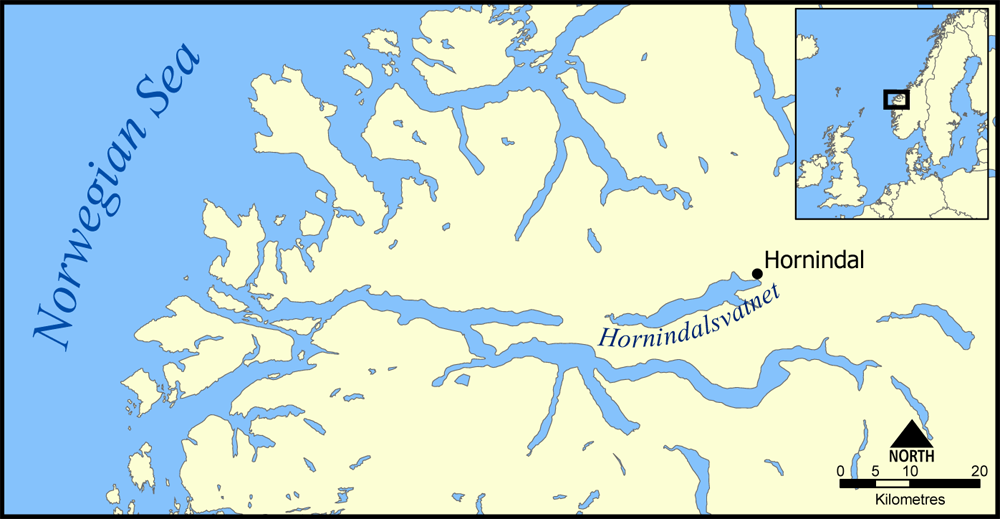 Norwegian Sea
Hornindal
Hornindalsvatnet
NORTH
0 5 10 20
Kilometres